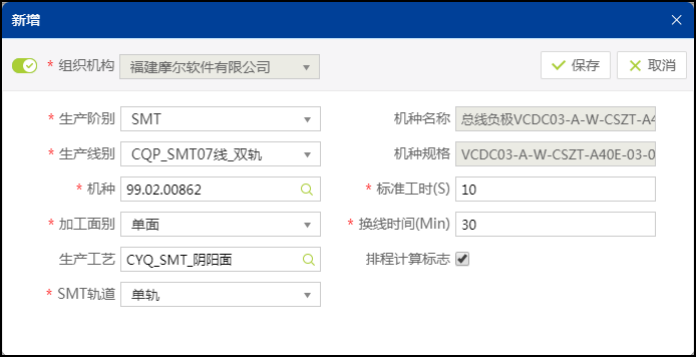 新增
* 组织机构 福建摩尔软件有限公司 保存 取消
* 生产阶别 SMT 机种名称 总线负极VCDC03-A-W-CSZT-A4
* 生产线别 CQP_SMT07线_双轨 机种规格 VCDC03-A-W-CSZT-A40E-03-0
* 机种 99.02.00862 * 标准工时(S) 10
* 加工面别 单面 * 换线时间(Min) 30
生产工艺 CYQ_SMT_阴阳面 排程计算标志
* SMT轨道 单轨